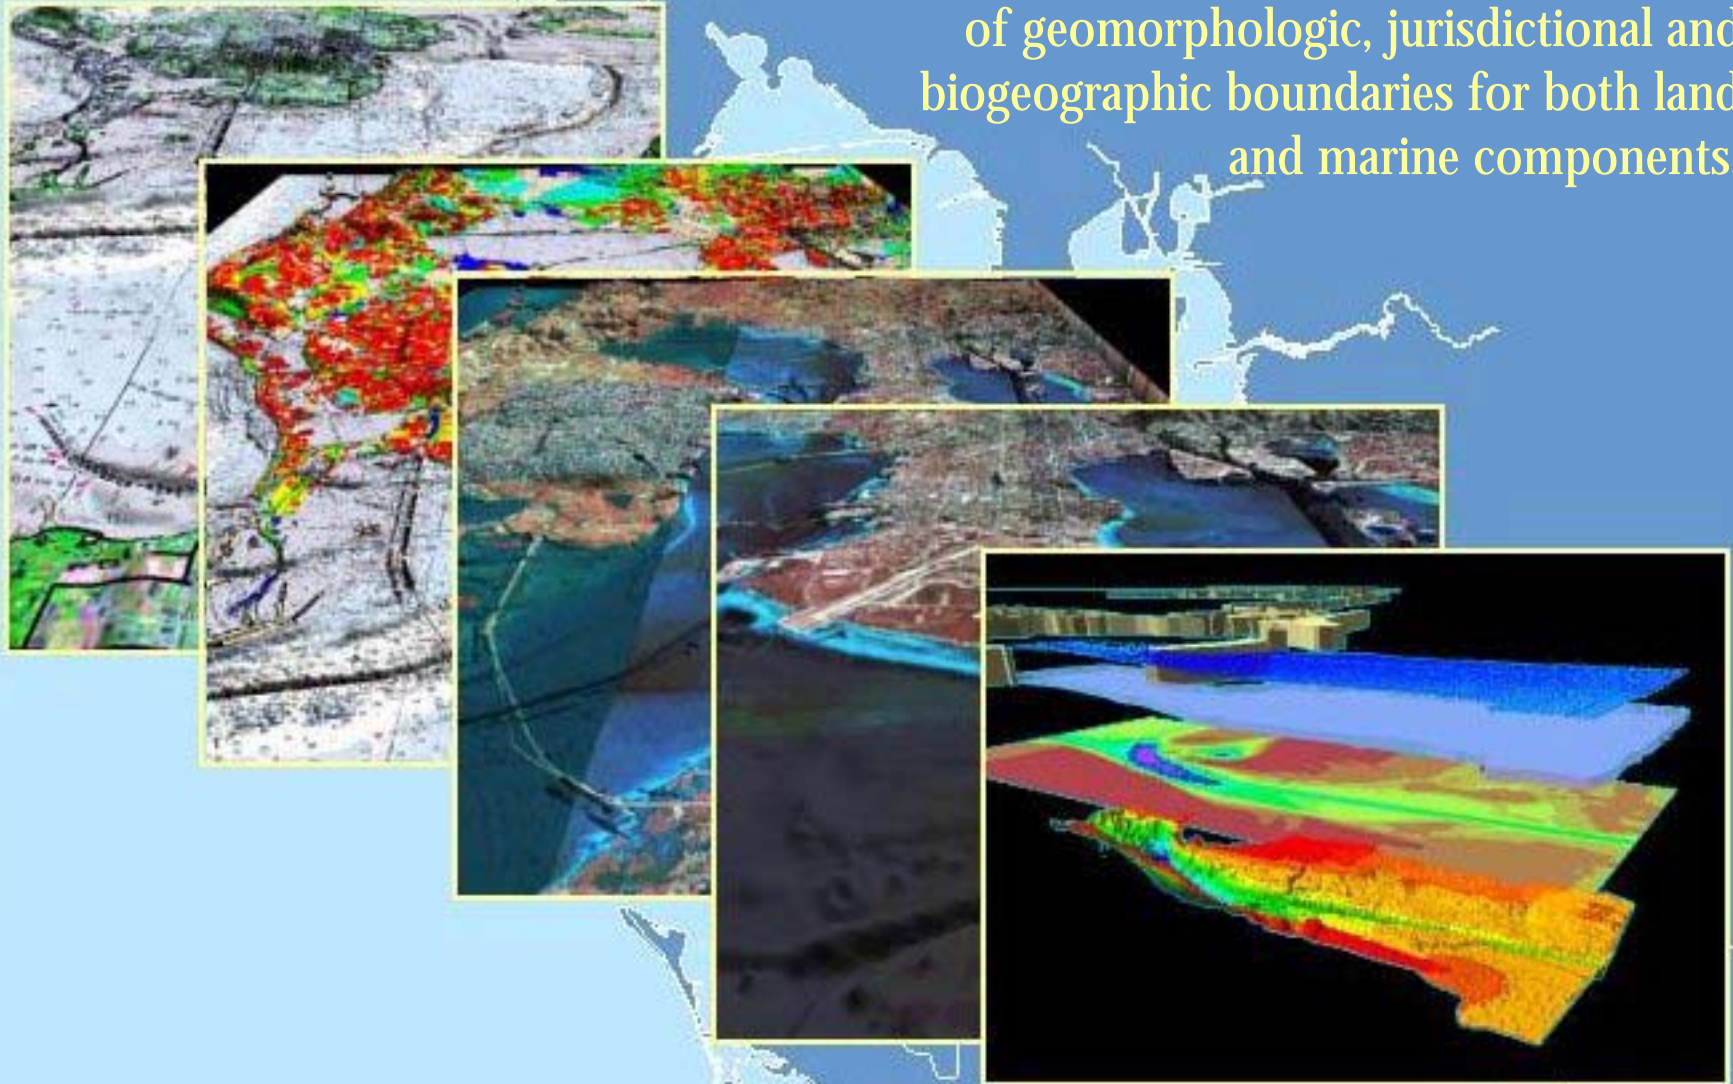 of geomorphologic, jurisdictional and
biogeographic boundaries for both land
and marine components